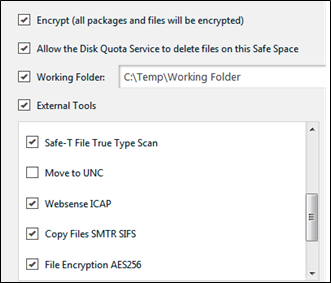 Encrypt (all packages and files will be encrypted)
Allow the Disk Quota Service to delete files on this Safe Space
Working Folder: C:\Temp\Working Folder
External Tools
Safe-T File True Type Scan
Move to UNC
Websense ICAP
Copy Files SMTR SIFS
File Encryption AES256